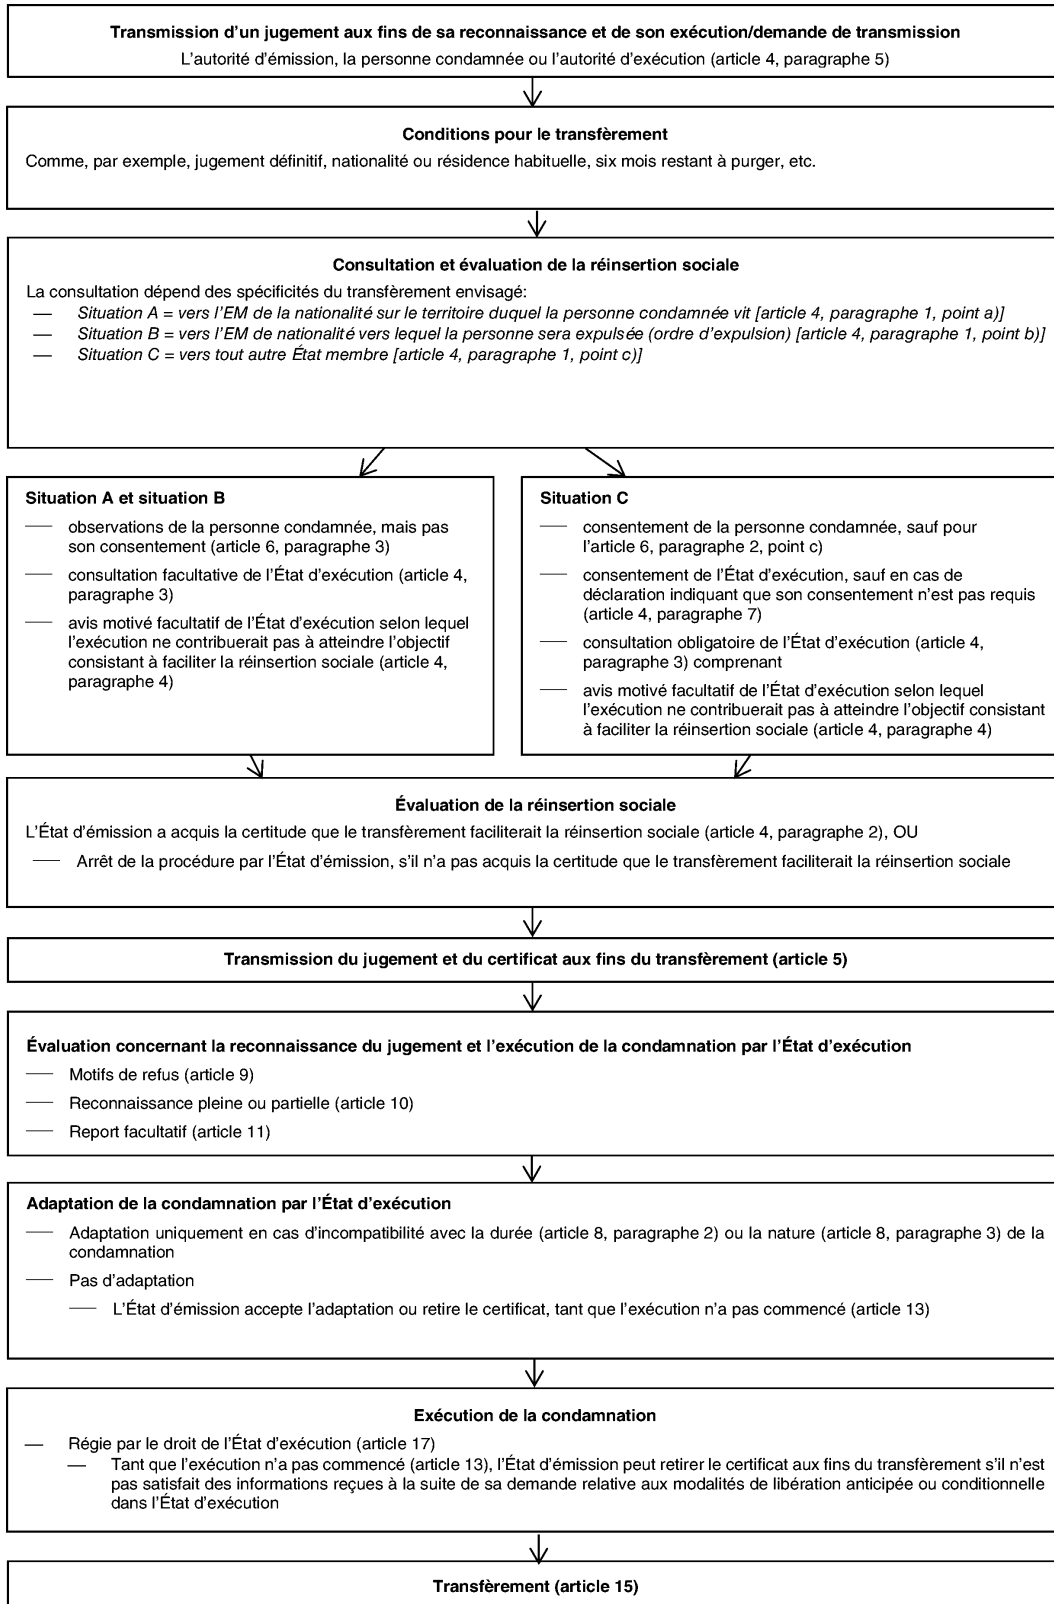 Transmission d'un jugement aux fins de sa reconnaissance et de son exécution/demande de transmission
L'autorité d'émission, la personne condamnée ou l'autorité d'exécution (article 4, paragraphe 5)
Conditions pour le transfèrement
Comme, par exemple, jugement définitif, nationalité ou résidence habituelle, six mois restant à purger, etc.
Consultation et évaluation de la réinsertion sociale
La consultation dépend des spécificités du transfèrement envisagé:
— Situation A = vers l'EM de la nationalité sur le territoire duquel la personne condamnée vit [article 4, paragraphe 1, point a)]
— Situation B = vers l'EM de nationalité vers lequel la personne sera expulsée (ordre d'expulsion) [article 4, paragraphe 1, point b)]
— Situation C = vers tout autre État membre [article 4, paragraphe 1, point c)]
Situation A et situation B
— observations de la personne condamnée, mais pas
son consentement (article 6, paragraphe 3)
— consultation facultative de l'État d'exécution (article 4,
paragraphe 3)
— avis motivé facultatif de l'État d'exécution selon lequel
l'exécution ne contribuerait pas à atteindre l'objectif
consistant à faciliter la réinsertion sociale (article 4,
paragraphe 4)
Situation C
— consentement de la personne condamnée, sauf pour
l'article 6, paragraphe 2, point c)
— consentement de l'État d'exécution, sauf en cas de
déclaration indiquant que son consentement n'est pas requis
(article 4, paragraphe 7)
— consultation obligatoire de l'État d'exécution (article 4,
paragraphe 3) comprenant
— avis motivé facultatif de l'État d'exécution selon lequel
l'exécution ne contribuerait pas à atteindre l'objectif consistant
à faciliter la réinsertion sociale (article 4, paragraphe 4)
Évaluation de la réinsertion sociale
L'État d'émission a acquis la certitude que le transfèrement faciliterait la réinsertion sociale (article 4, paragraphe 2), OU
— Arrêt de la procédure par l'État d'émission, s'il n'a pas acquis la certitude que le transfèrement faciliterait la réinsertion sociale
Transmission du jugement et du certificat aux fins du transfèrement (article 5)
Évaluation concernant la reconnaissance du jugement et l'exécution de la condamnation par l'État d'exécution
— Motifs de refus (article 9)
— Reconnaissance pleine ou partielle (article 10)
— Report facultatif (article 11)
Adaptation de la condamnation par l'État d'exécution
— Adaptation uniquement en cas d'incompatibilité avec la durée (article 8, paragraphe 2) ou la nature (article 8, paragraphe 3) de la
condamnation
— Pas d'adaptation
— L'État d'émission accepte l'adaptation ou retire le certificat, tant que l'exécution n'a pas commencé (article 13)
Exécution de la condamnation
— Régie par le droit de l'État d'exécution (article 17)
— Tant que l'exécution n'a pas commencé (article 13), l'État d'émission peut retirer le certificat aux fins du transfèrement s'il n'est
pas satisfait des informations reçues à la suite de sa demande relative aux modalités de libération anticipée ou conditionnelle
dans l'État d'exécution
Transfèrement (article 15)